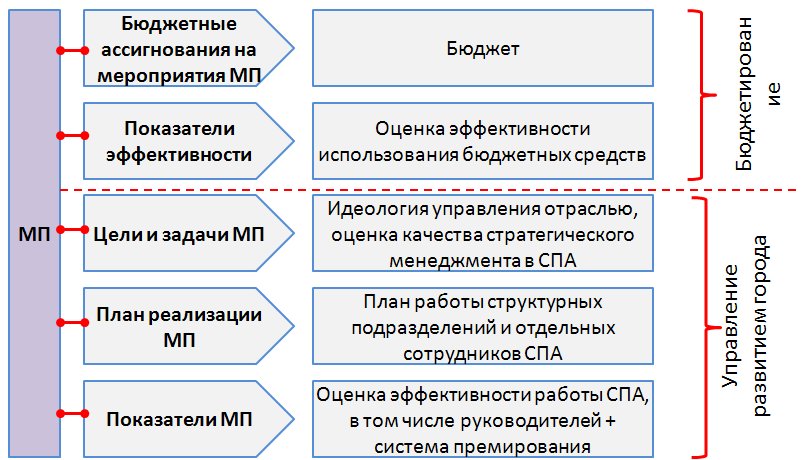 МП
Бюджетные
ассигнования на
мероприятия МП
Бюджет
Показатели
эффективности
Оценка эффективности
использования бюджетных средств
Бюджетирован
ие
Цели и задачи МП
Идеология управления отраслью,
оценка качества стратегического
менеджмента в СПА
План реализации
МП
План работы структурных
подразделений и отдельных
сотрудников СПА
Показатели МП
Оценка эффективности работы СПА,
в том числе руководителей +
система премирования
Управление
развитием города